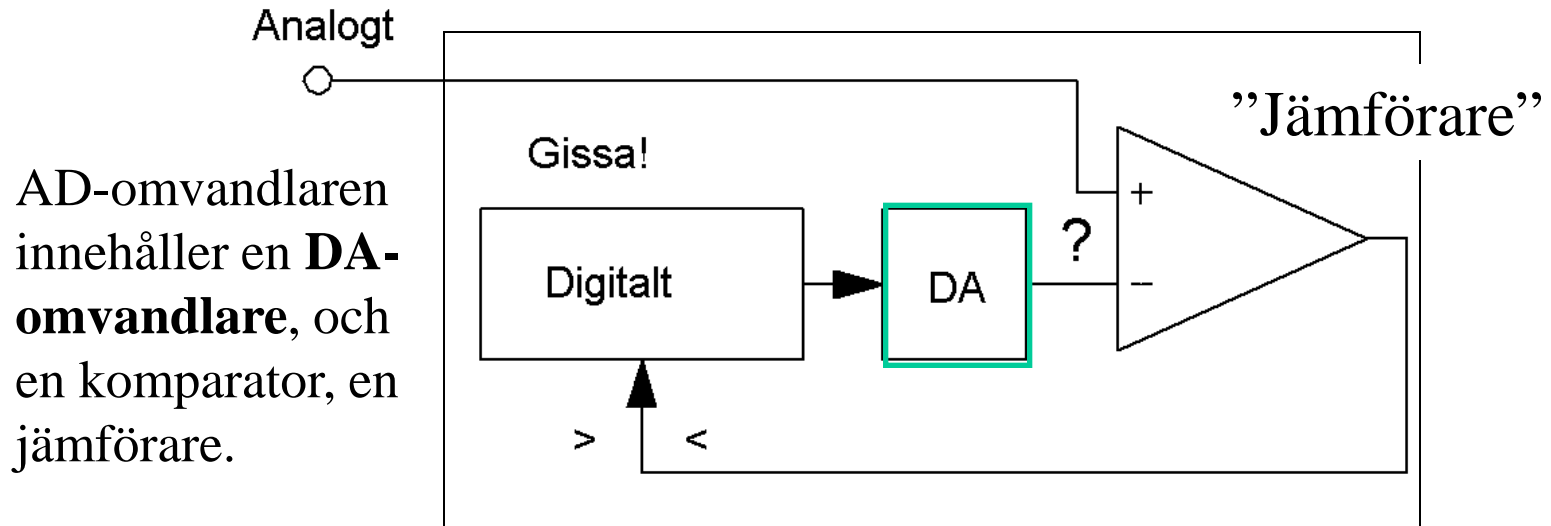 Analogt
”Jämförare”
Gissa!
AD-omvandlaren
innehåller en DA-
omvandlare, och
en komparator, en
jämförare.
Digitalt
DA
?
+
−
> <